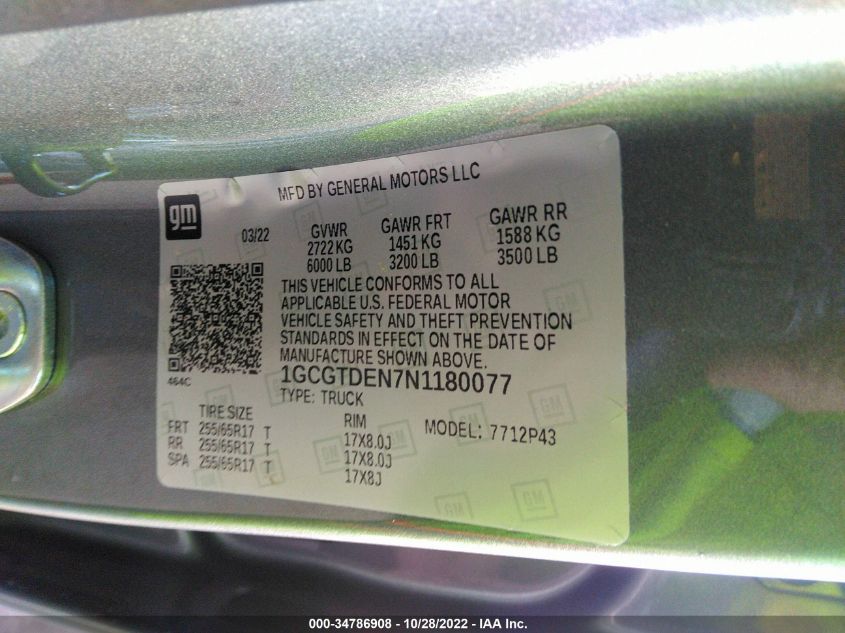 gm
MFD BY GENERAL MOTORS LLC
03/22
GVWR
2722 KG
6000 LB
GAWR FRT
1451 KG
3200 LB
GAWR RR
1588 KG
3500 LB
THIS VEHICLE CONFORMS TO ALL
APPLICABLE U.S. FEDERAL MOTOR
VEHICLE SAFETY AND THEFT PREVENTION
STANDARDS IN EFFECT ON THE DATE OF
MANUFACTURE SHOWN ABOVE.
464C
1GCGTDEN7N1180077
TYPE: TRUCK
TIRE SIZE
RIM
MODEL: 7712P43
FRT 255/65R17 T 17X8.0J
RR 255/65R17 T 17X8.0J
SPA 255/65R17 T 17X8J
000-34786908 - 10/28/2022 - IAA Inc.